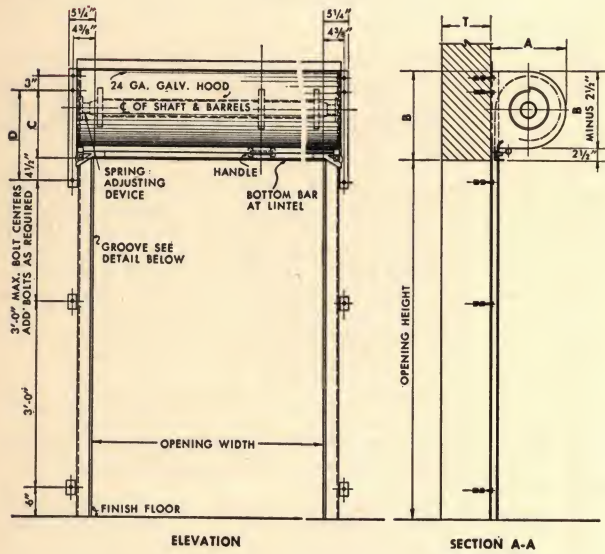 5¼"
4⅜"
5¼"
4⅜"
3"
D
C
4½"
24 GA. GALV. HOOD
℄ OF SHAFT & BARRELS
SPRING
ADJUSTING
DEVICE
HANDLE
BOTTOM BAR
AT LINTEL
GROOVE SEE
DETAIL BELOW
3'-0" MAX. BOLT CENTERS
ADD BOLTS AS REQUIRED
3'-0"
6"
OPENING WIDTH
FINISH FLOOR
ELEVATION
T
A
B
B
MINUS 2½"
2½"
OPENING HEIGHT
SECTION A-A